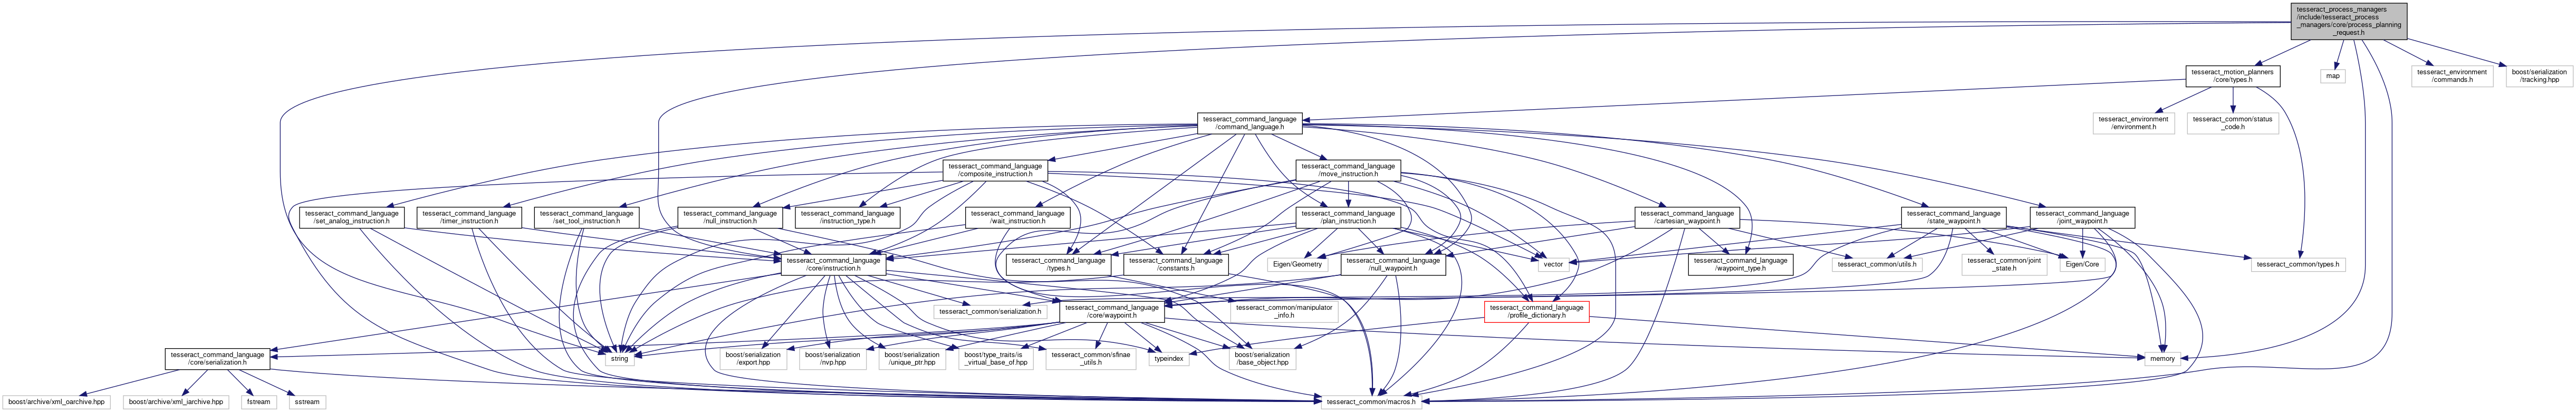 tesseract_process_managers
/include/tesseract_process
_managers/core/process_planning
_request.h
tesseract_motion_planners
/core/types.h
map
tesseract_environment
/commands.h
boost/serialization
/tracking.hpp
tesseract_command_language
/command_language.h
tesseract_environment
/environment.h
tesseract_common/status
_code.h
tesseract_command_language
/composite_instruction.h
tesseract_command_language
/move_instruction.h
tesseract_command_language
/set_analog_instruction.h
tesseract_command_language
/timer_instruction.h
tesseract_command_language
/set_tool_instruction.h
tesseract_command_language
/null_instruction.h
tesseract_command_language
/instruction_type.h
tesseract_command_language
/wait_instruction.h
tesseract_command_language
/plan_instruction.h
tesseract_command_language
/cartesian_waypoint.h
tesseract_command_language
/state_waypoint.h
tesseract_command_language
/joint_waypoint.h
tesseract_command_language
/core/instruction.h
tesseract_command_language
/types.h
tesseract_command_language
/constants.h
Eigen/Geometry
tesseract_command_language
/null_waypoint.h
vector
tesseract_command_language
/waypoint_type.h
tesseract_common/utils.h
tesseract_common/joint
_state.h
Eigen/Core
tesseract_common/types.h
tesseract_common/serialization.h
tesseract_command_language
/core/waypoint.h
tesseract_common/manipulator
_info.h
tesseract_command_language
/profile_dictionary.h
tesseract_command_language
/core/serialization.h
string
boost/serialization
/export.hpp
boost/serialization
/nvp.hpp
boost/serialization
/unique_ptr.hpp
boost/type_traits/is
_virtual_base_of.hpp
tesseract_common/sfinae
_utils.h
typeindex
boost/serialization
/base_object.hpp
memory
boost/archive/xml_oarchive.hpp
boost/archive/xml_iarchive.hpp
fstream
sstream
tesseract_common/macros.h